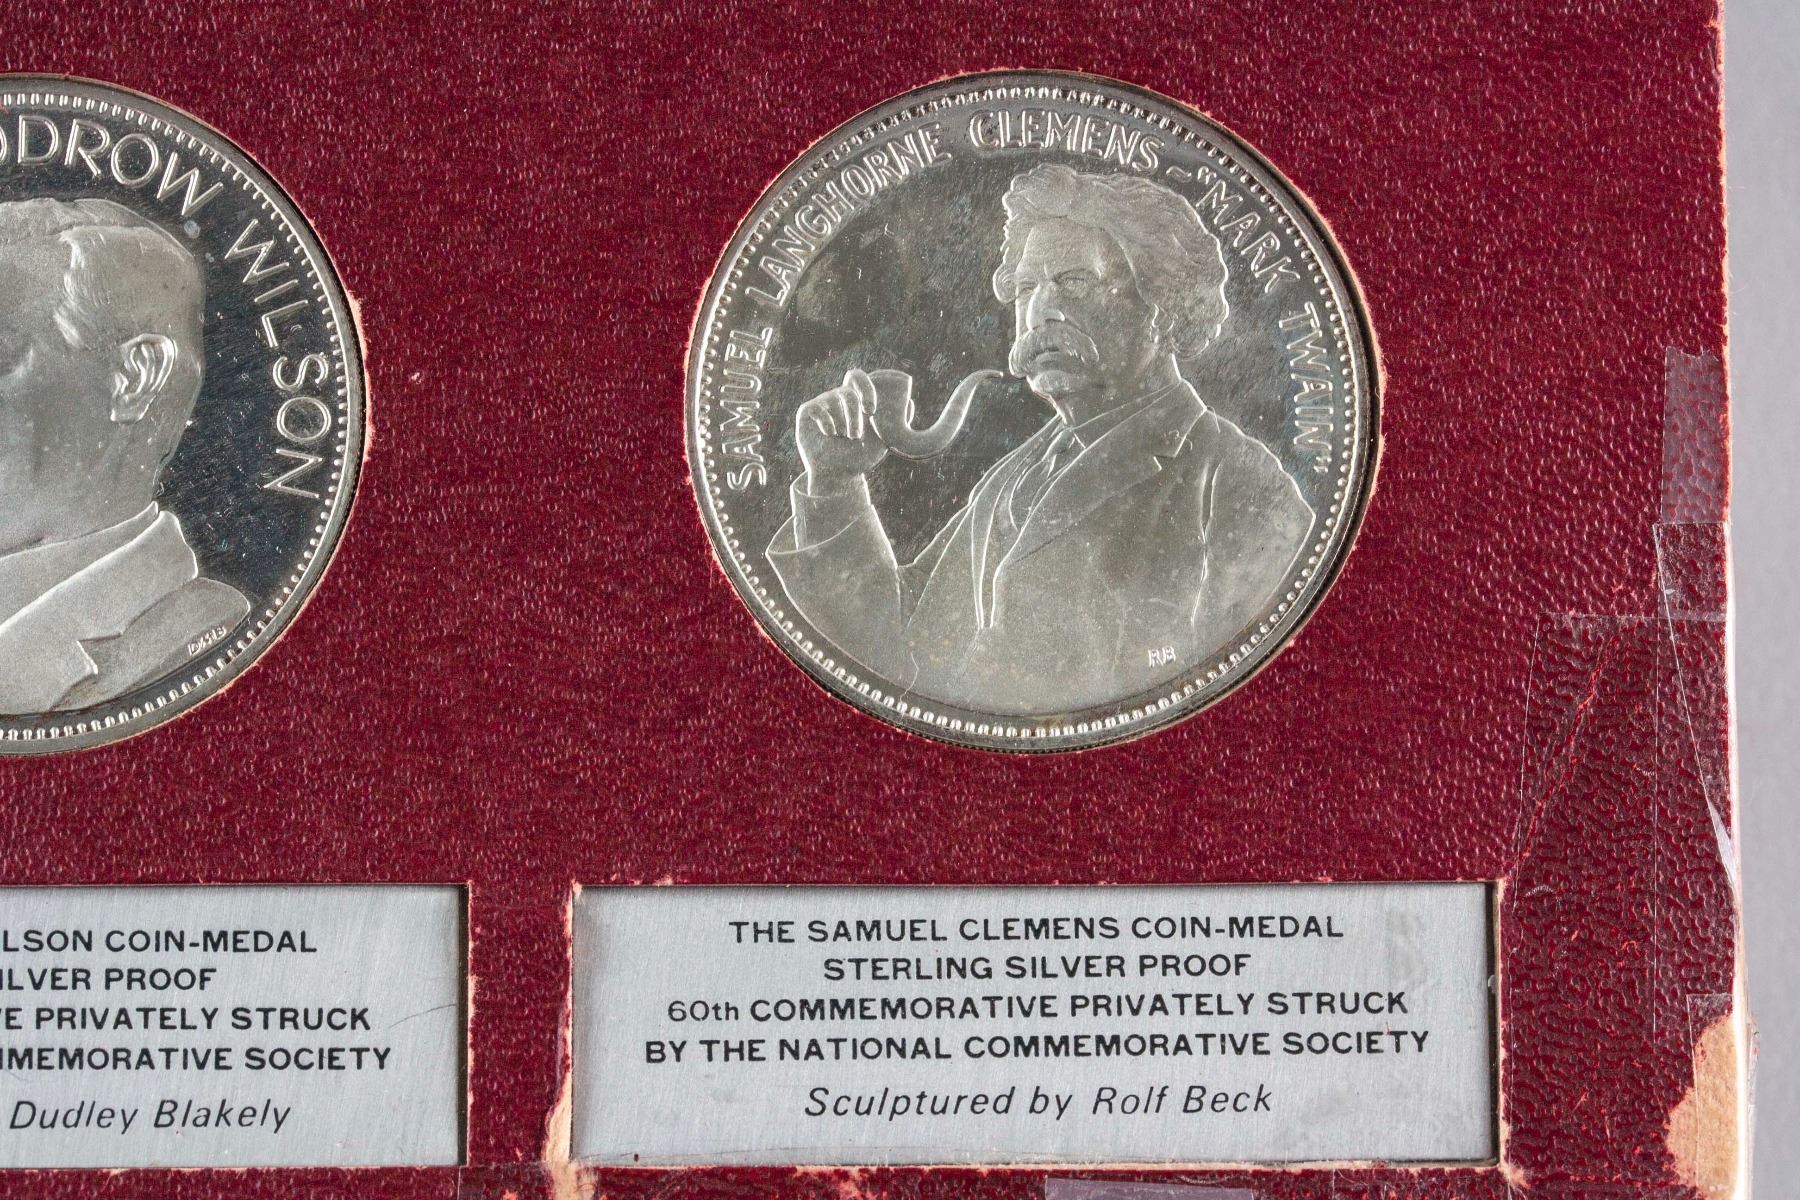 WILSON
DHB
LSON COIN-MEDAL
ILVER PROOF
PRIVATELY STRUCK
MEMORATIVE SOCIETY
Dudley Blakely
SAMUEL LANGHORNE CLEMENS ~ "MARK TWAIN"
RB
THE SAMUEL CLEMENS COIN-MEDAL
STERLING SILVER PROOF
60th COMMEMORATIVE PRIVATELY STRUCK
BY THE NATIONAL COMMEMORATIVE SOCIETY
Sculptured by Rolf Beck